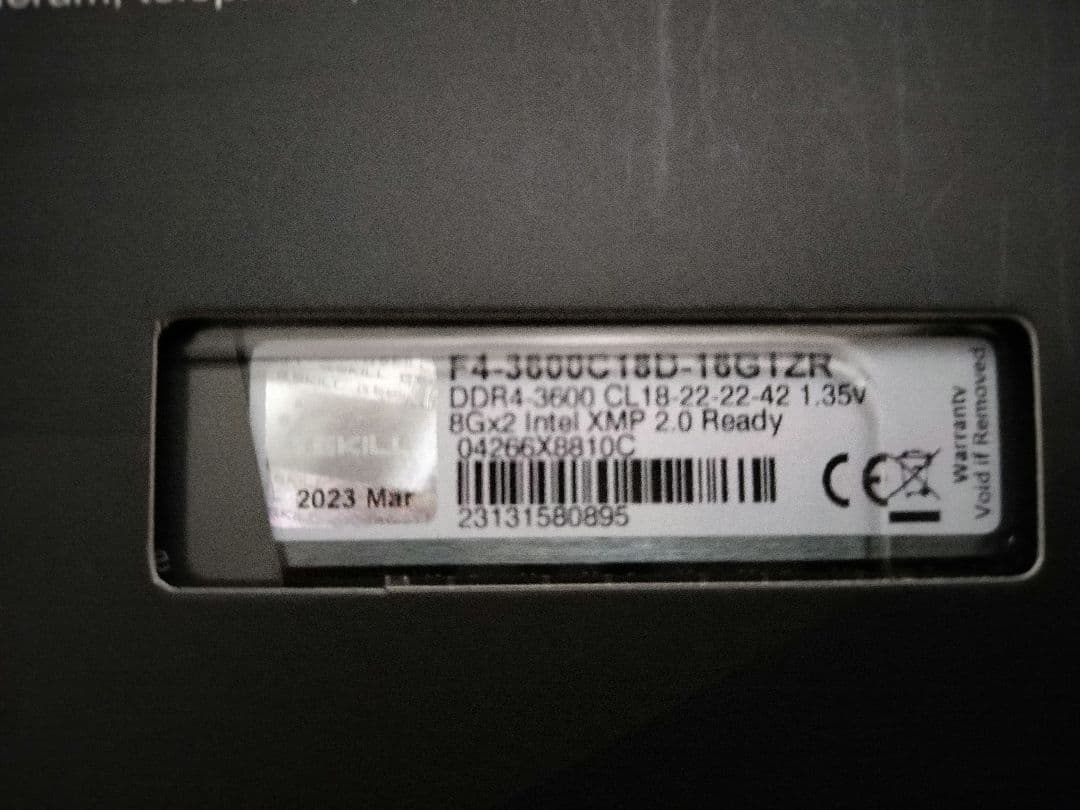 F4-3600C18D-16GTZR
DDR4-3600 CL18-22-22-42 1.35v
8Gx2 Intel XMP 2.0 Ready
04266X8810C
23131580895
SKILL
2023 Mar
CE
Warranty
Void if Removed